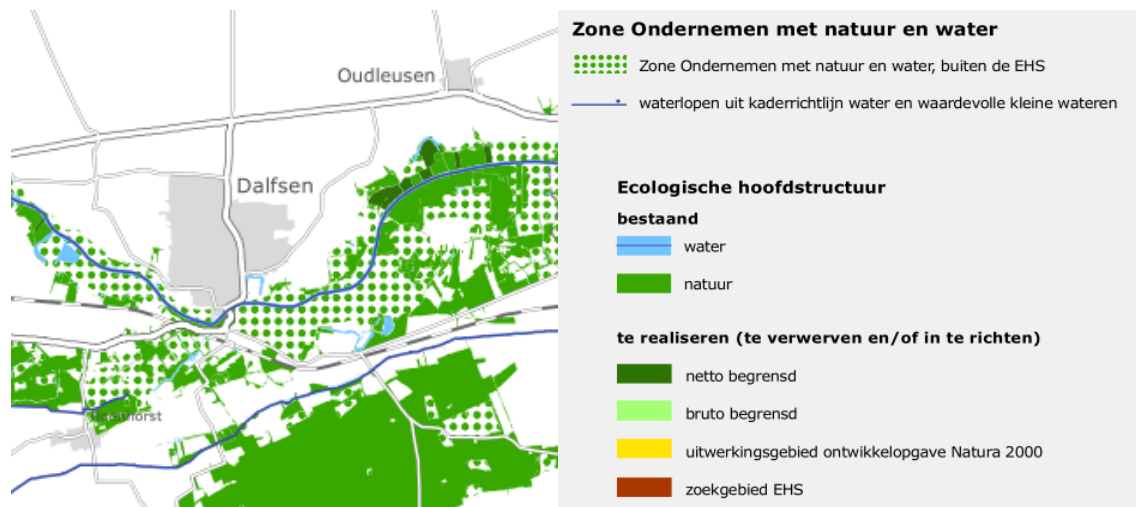 Oudleusen
Dalfsen
Zone Ondernemen met natuur en water
Zone Ondernemen met natuur en water, buiten de EHS
waterlopen uit kaderrichtlijn water en waardevolle kleine wateren
Ecologische hoofdstructuur
bestaand
water
natuur
te realiseren (te verwerven en/of in te richten)
netto begrensd
bruto begrensd
uitwerkingsgebied ontwikkelopgave Natura 2000
zoekgebied EHS